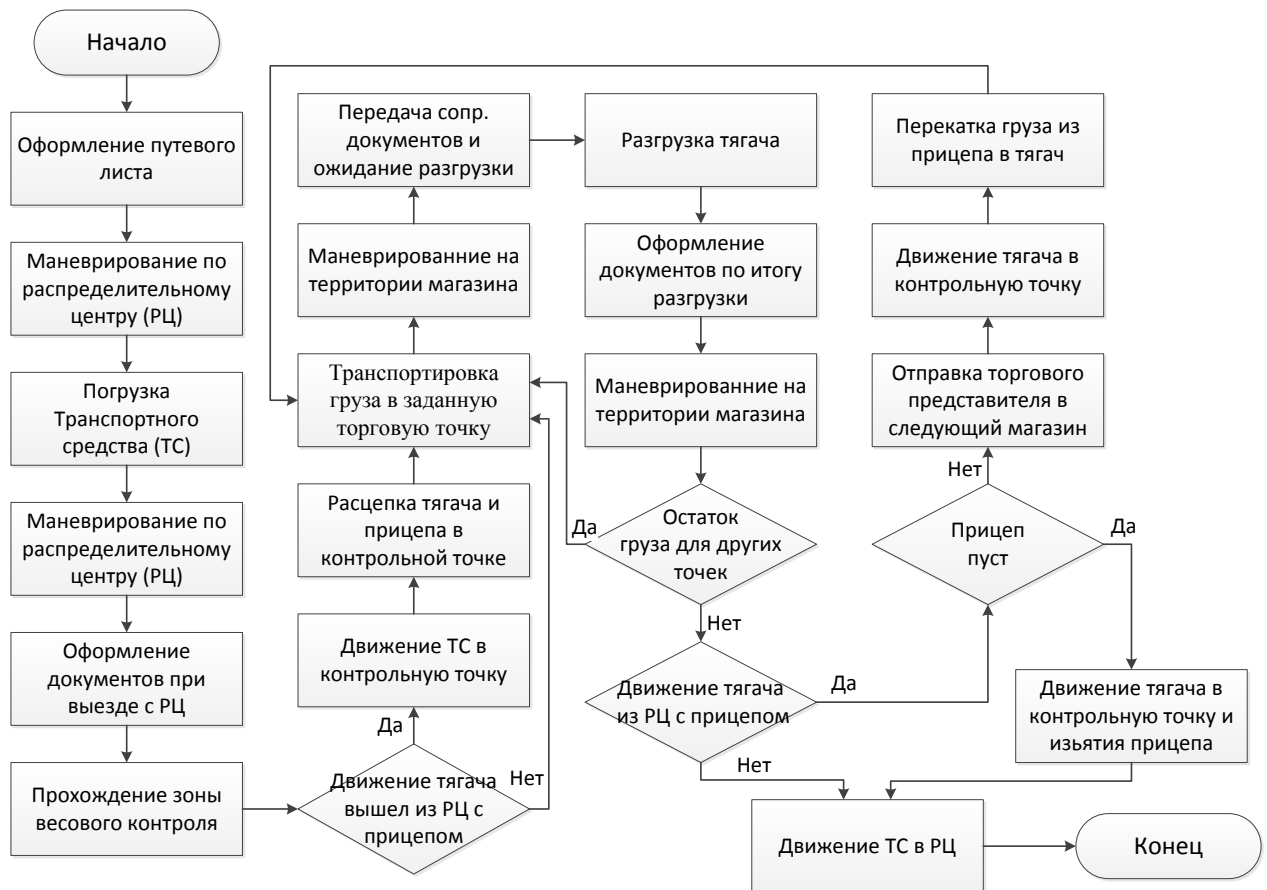 Начало
Оформление путевого
листа
Маневрирование по
распределительному
центру (РЦ)
Погрузка
Транспортного
средства (ТС)
Маневрирование по
распределительному
центру (РЦ)
Оформление
документов при
выезде с РЦ
Прохождение зоны
весового контроля
Движение тягача
вышел из РЦ с
прицепом
Да
Нет
Движение ТС в
контрольную точку
Расцепка тягача и
прицепа в
контрольной точке
Транспортировка
груза в заданную
торговую точку
Маневрированние на
территории магазина
Передача сопр.
документов и
ожидание разгрузки
Разгрузка тягача
Оформление
документов по итогу
разгрузки
Маневрированние на
территории магазина
Остаток
груза для других
точек
Да
Нет
Движение тягача
из РЦ с прицепом
Да
Нет
Прицеп
пуст
Нет
Да
Отправка торгового
представителя в
следующий магазин
Движение тягача в
контрольную точку
Перекатка груза из
прицепа в тягач
Движение тягача в
контрольную точку и
изьятия прицепа
Движение ТС в РЦ
Конец